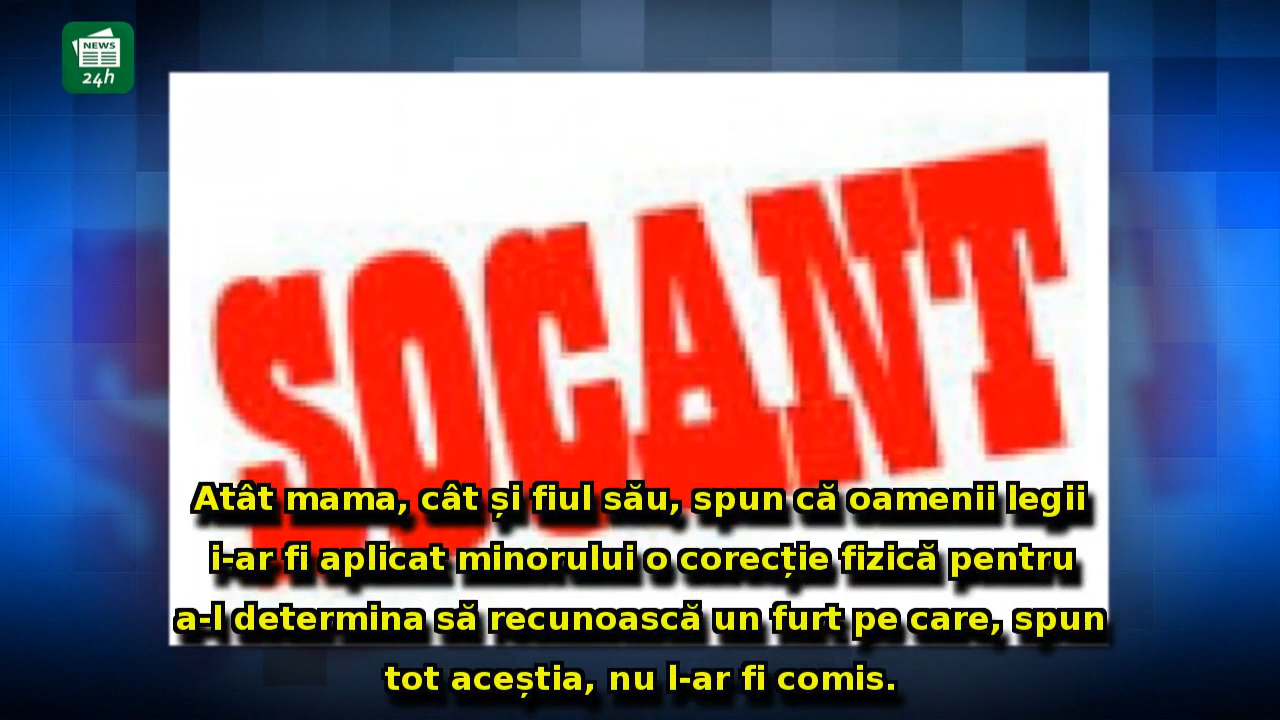 NEWS
24h
SOCANT
Atât mama, cât și fiul său, spun că oamenii legii
i-ar fi aplicat minorului o corecție fizică pentru
a-l determina să recunoască un furt pe care, spun
tot aceștia, nu l-ar fi comis.